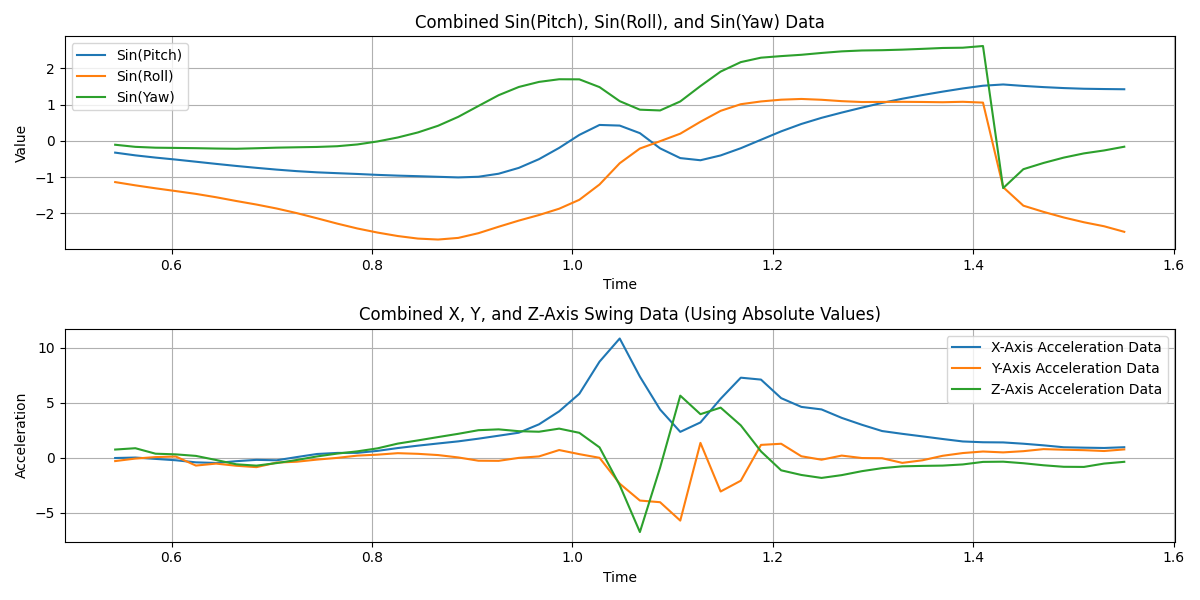 Combined Sin(Pitch), Sin(Roll), and Sin(Yaw) Data
Sin(Pitch)
Sin(Roll)
Sin(Yaw)
Value
2
1
0
−1
−2
0.6 0.8 1.0 1.2 1.4 1.6
Time
Combined X, Y, and Z-Axis Swing Data (Using Absolute Values)
X-Axis Acceleration Data
Y-Axis Acceleration Data
Z-Axis Acceleration Data
Acceleration
10
5
0
−5
0.6 0.8 1.0 1.2 1.4 1.6
Time